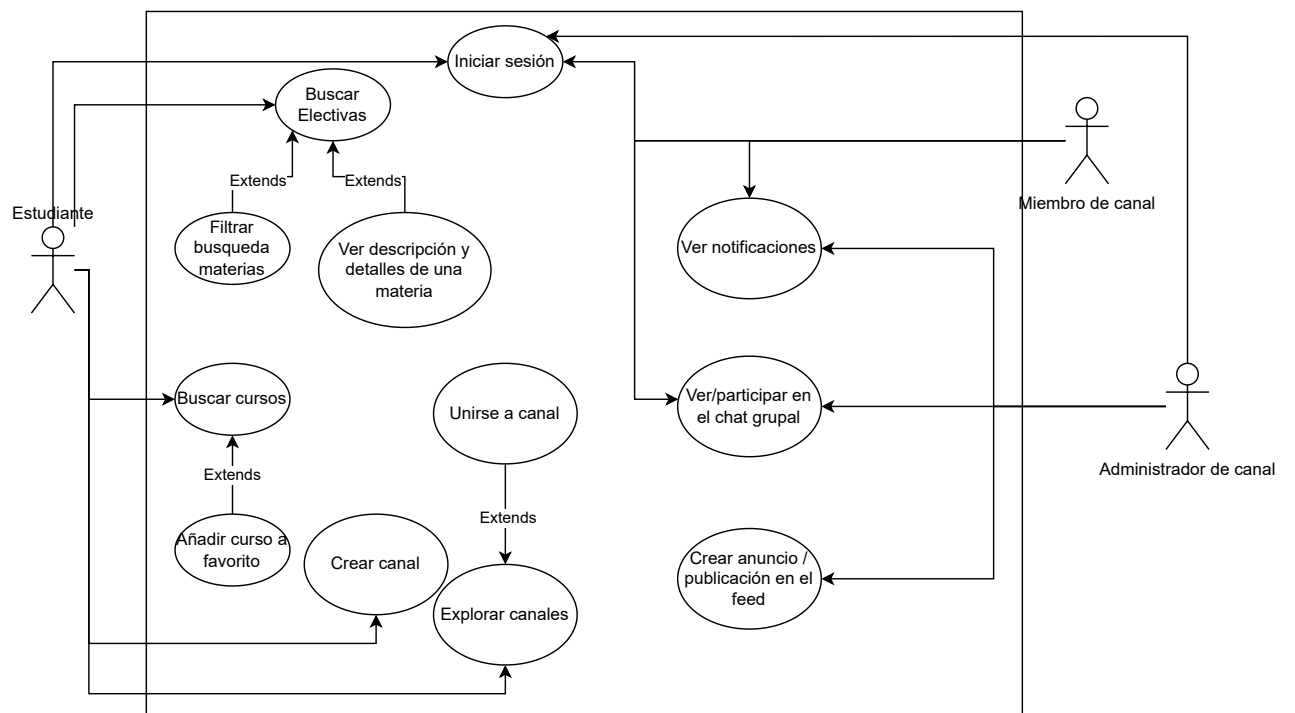 Iniciar sesión
Buscar
Electivas
Extends
Extends
Estudiante
Filtrar
busqueda
materias
Ver descripción y
detalles de una
materia
Ver notificaciones
Miembro de canal
Buscar cursos
Unirse a canal
Ver/participar en
el chat grupal
Administrador de canal
Extends
Extends
Añadir curso a
favorito
Crear canal
Explorar canales
Crear anuncio /
publicación en el
feed